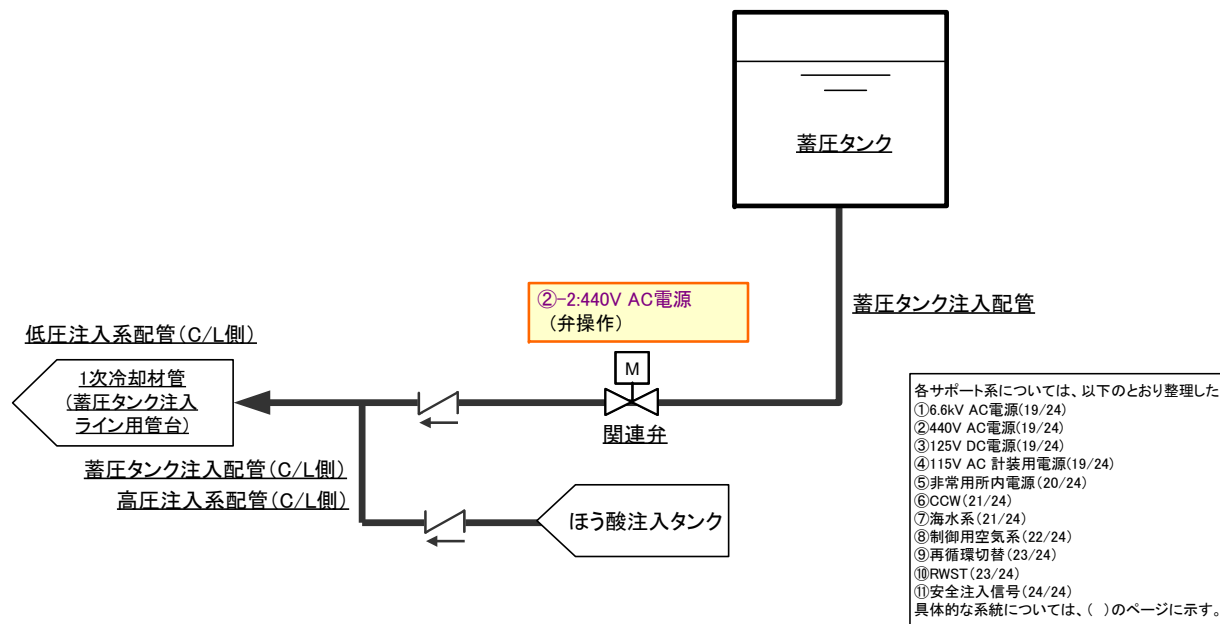 蓄圧タンク
②-2:440V AC電源
(弁操作)
蓄圧タンク注入配管
低圧注入系配管(C/L側)
M
1次冷却材管
(蓄圧タンク注入
ライン用管台)
関連弁
蓄圧タンク注入配管(C/L側)
高圧注入系配管(C/L側)
ほう酸注入タンク
各サポート系については、以下のとおり整理した
①6.6kV AC電源(19/24)
②440V AC電源(19/24)
③125V DC電源(19/24)
④115V AC 計装用電源(19/24)
⑤非常用所内電源(20/24)
⑥CCW(21/24)
⑦海水系(21/24)
⑧制御用空気系(22/24)
⑨再循環切替(23/24)
⑩RWST(23/24)
⑪安全注入信号(24/24)
具体的な系統については、( )のページに示す。